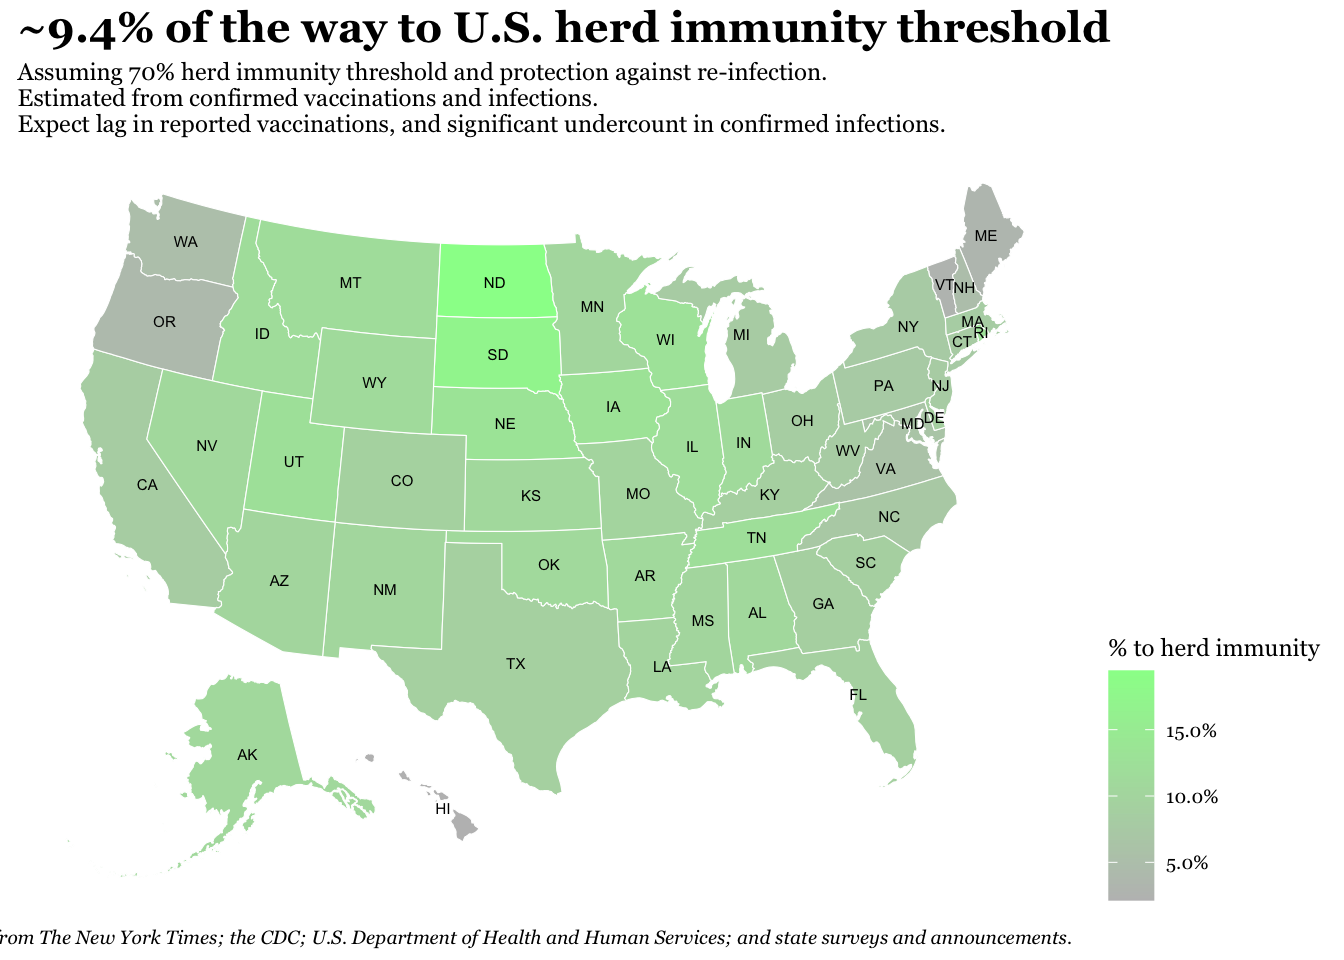 ~9.4% of the way to U.S. herd immunity threshold
Assuming 70% herd immunity threshold and protection against re-infection.
Estimated from confirmed vaccinations and infections.
Expect lag in reported vaccinations, and significant undercount in confirmed infections.
ME
WA
VT
NH
MT
ND
MN
OR
MA
NY
RI
ID
WI
MI
CT
SD
WY
PA
NJ
IA
DE
OH
MD
NE
NV
IL
IN
WV
UT
VA
CO
CA
KS
MO
KY
NC
TN
SC
OK
AZ
AR
NM
GA
AL
MS
% to herd immunity
TX
LA
FL
15.0%
AK
10.0%
HI
5.0%
from The New York Times; the CDC; U.S. Department of Health and Human Services; and state surveys and announcements.